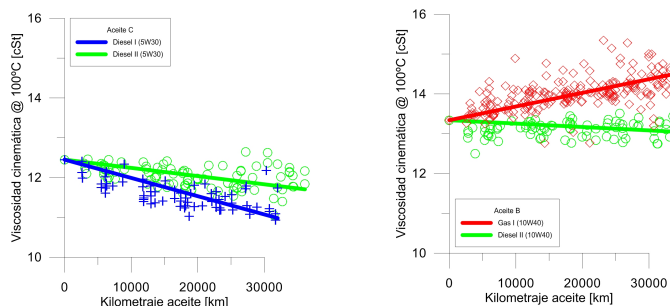 Viscosidad cinemática @ 100ºC [cSt]
16
14
12
10
Aceite C
Diesel I (5W30)
Diesel II (5W30)
0
10000
20000
30000
Kilometraje aceite [km]
Viscosidad cinemática @ 100ºC [cSt]
16
14
12
10
Aceite B
Gas I (10W40)
Diesel II (10W40)
0
10000
20000
30000
Kilometraje aceite [km]